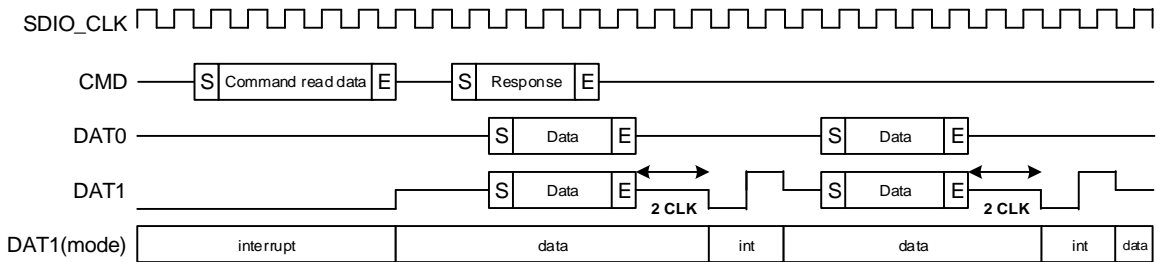 SDIO_CLK
CMD S Command read data E S Response E
DAT0 S Data E S Data E
DAT1 S Data E 2 CLK S Data E 2 CLK
DAT1(mode) interrupt data int data int data